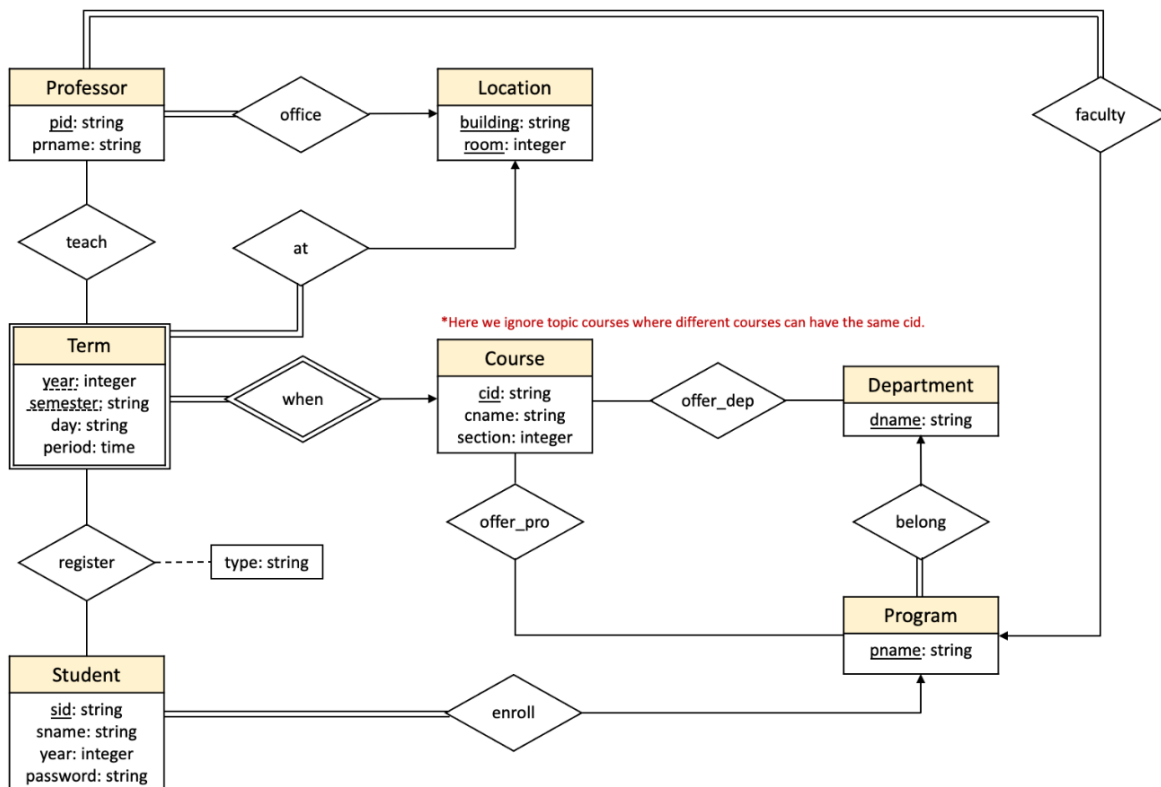 Professor
pid: string
prname: string
office
Location
building: string
room: integer
faculty
teach
at
*Here we ignore topic courses where different courses can have the same cid.
Term
year: integer
semester: string
day: string
period: time
when
Course
cid: string
cname: string
section: integer
offer_dep
Department
dname: string
offer_pro
belong
register
type: string
Program
pname: string
Student
sid: string
sname: string
year: integer
password: string
enroll